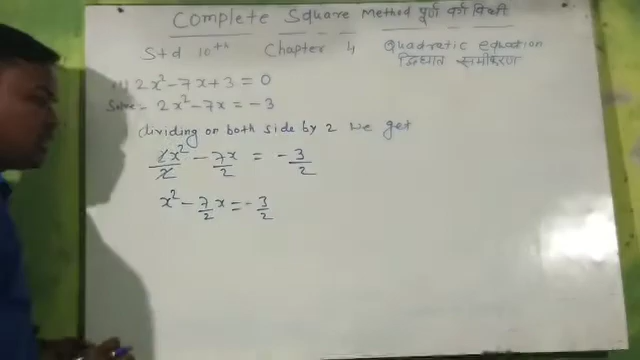 Complete Square Method पूर्ण वर्ग विधी
Std 10th Chapter 4 Quadratic equation
द्विघात समीकरण
2x² - 7x + 3 = 0
Solve - 2x² - 7x = - 3
dividing on both side by 2 we get
2x²/2 - 7x/2 = - 3/2
x² - 7/2 x = - 3/2